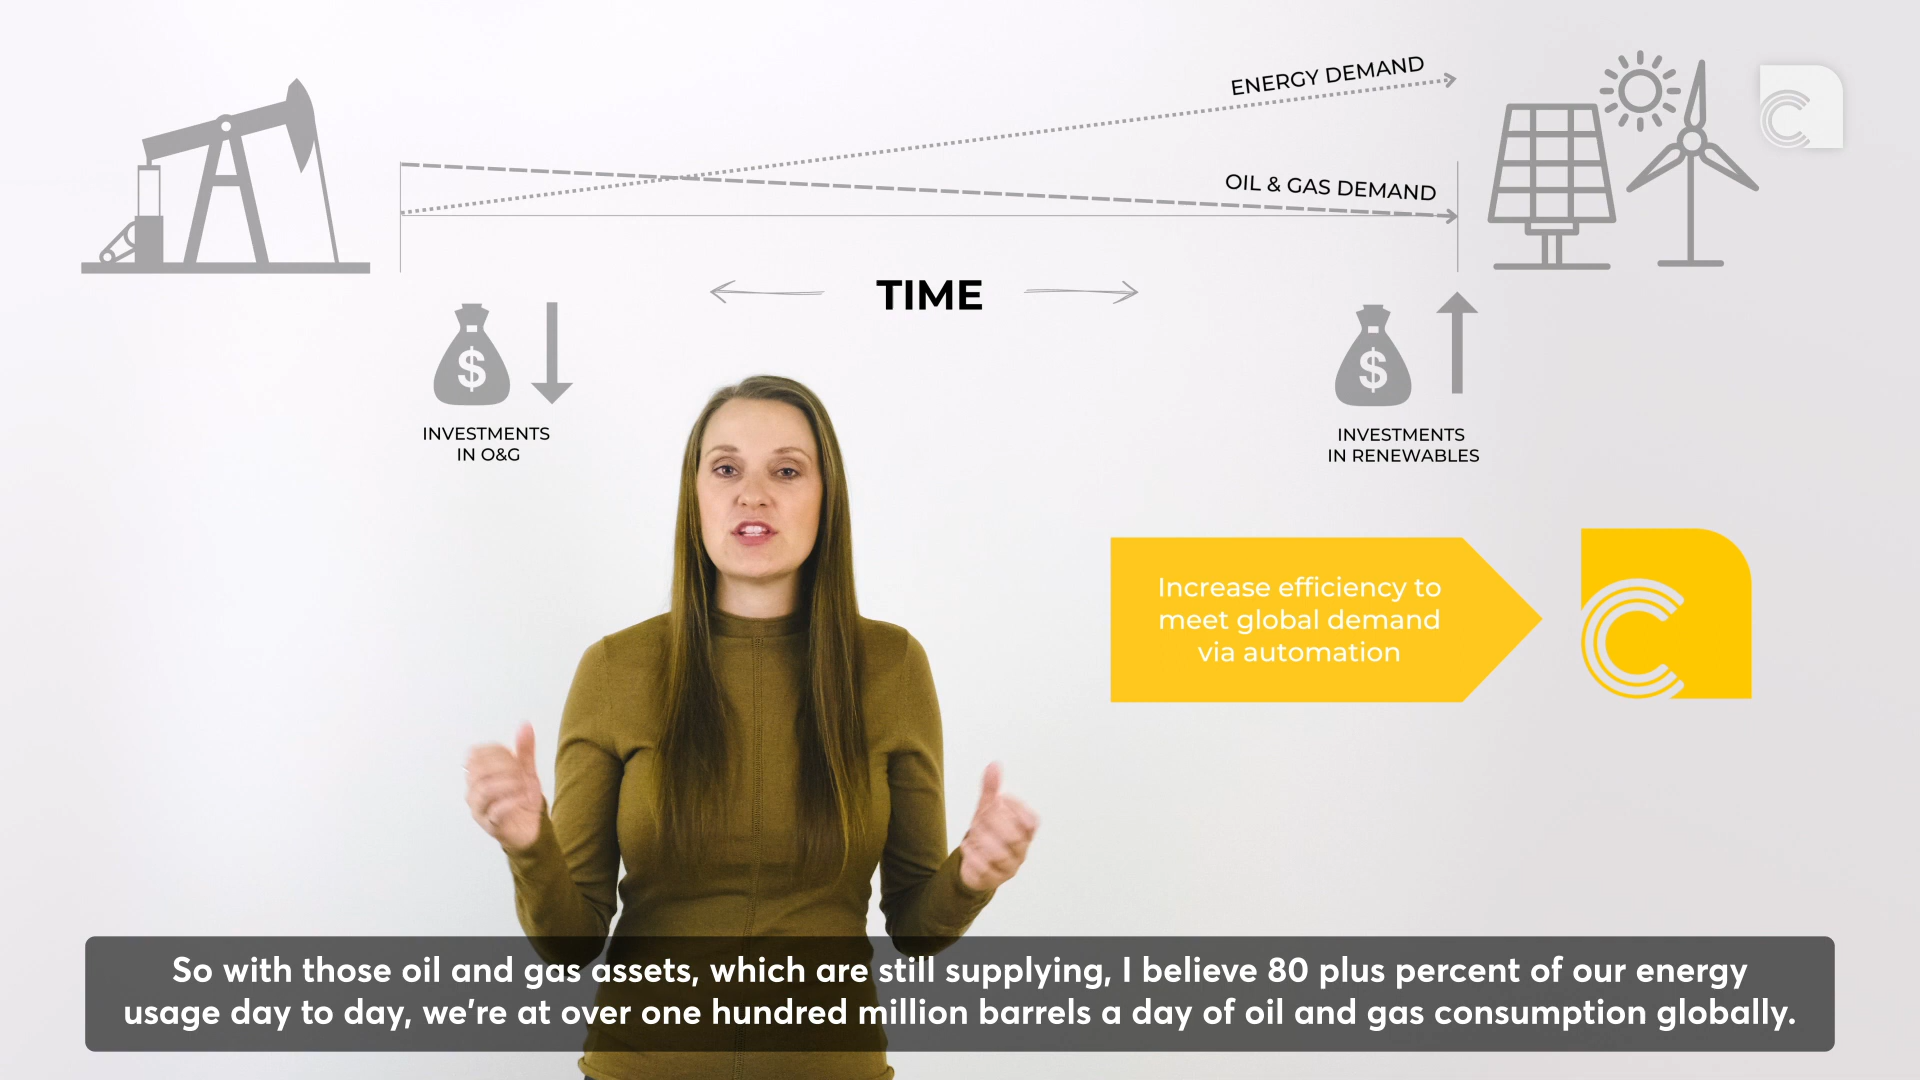 ENERGY DEMAND
OIL & GAS DEMAND
TIME
$
$
INVESTMENTS
IN O&G
INVESTMENTS
IN RENEWABLES
Increase efficiency to
meet global demand
via automation
So with those oil and gas assets, which are still supplying, I believe 80 plus percent of our energy
usage day to day, we're at over one hundred million barrels a day of oil and gas consumption globally.